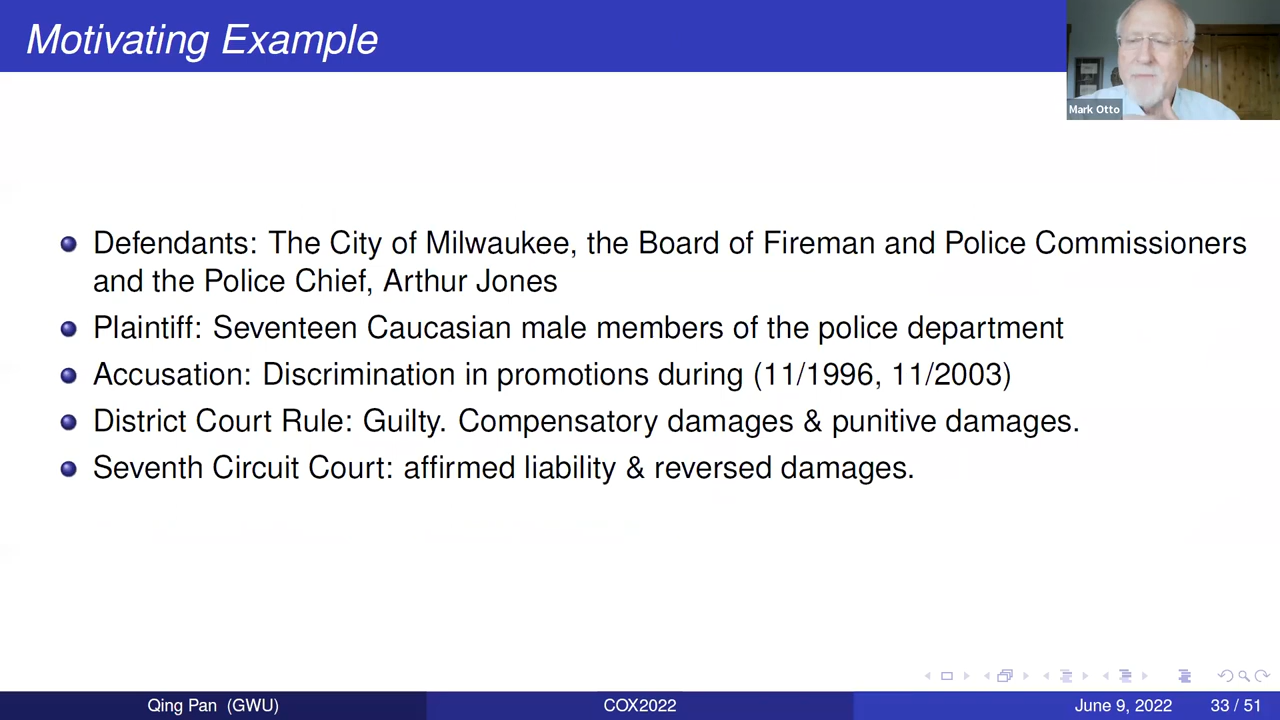 Motivating Example
Mark Otto
Defendants: The City of Milwaukee, the Board of Fireman and Police Commissioners
and the Police Chief, Arthur Jones
Plaintiff: Seventeen Caucasian male members of the police department
Accusation: Discrimination in promotions during (11/1996, 11/2003)
District Court Rule: Guilty. Compensatory damages & punitive damages.
Seventh Circuit Court: affirmed liability & reversed damages.
Qing Pan (GWU) COX2022 June 9, 2022 33 / 51